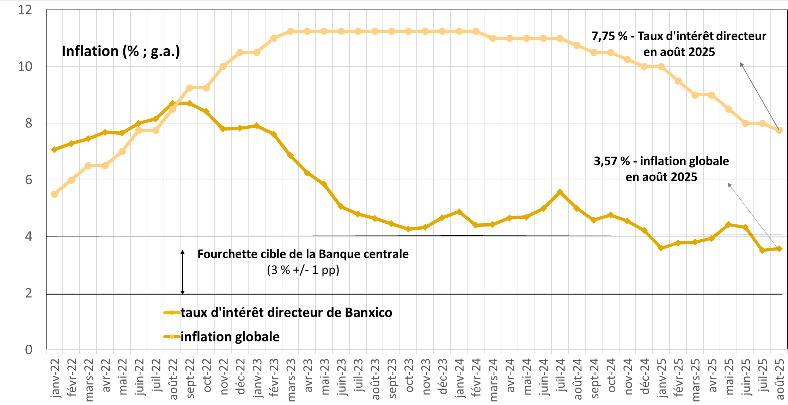 12
10
8
6
4
2
0
Inflation (% ; g.a.)
7,75 % - Taux d'intérêt directeur
en août 2025
3,57 % - inflation globale
en août 2025
Fourchette cible de la Banque centrale
(3 % +/- 1 pp)
taux d'intérêt directeur de Banxico
inflation globale
janv-22
févr-22
mars-22
avr-22
mai-22
juin-22
juil-22
août-22
sept-22
oct-22
nov-22
déc-22
janv-23
févr-23
mars-23
avr-23
mai-23
juin-23
juil-23
août-23
sept-23
oct-23
nov-23
déc-23
janv-24
févr-24
mars-24
avr-24
mai-24
juin-24
juil-24
août-24
sept-24
oct-24
nov-24
déc-24
janv-25
févr-25
mars-25
avr-25
mai-25
juin-25
juil-25
août-25